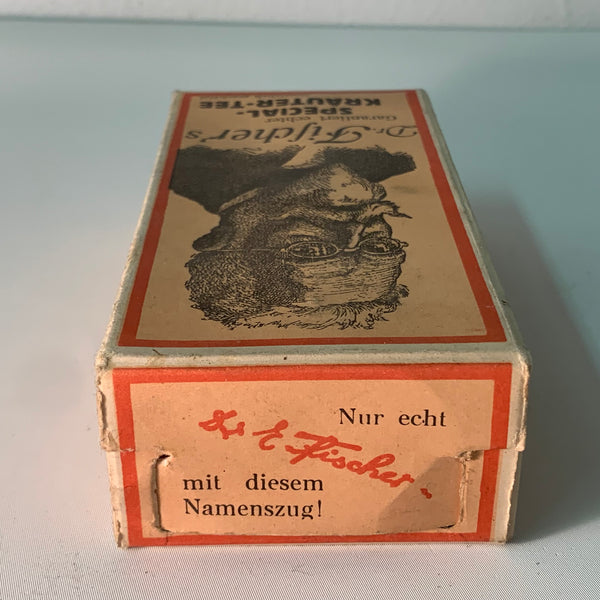 Dr. Fischer's
Garantiert echter
SPECIAL-
KRÄUTER-TEE
Nur echt
Dr E Fischer
mit diesem
Namenszug!